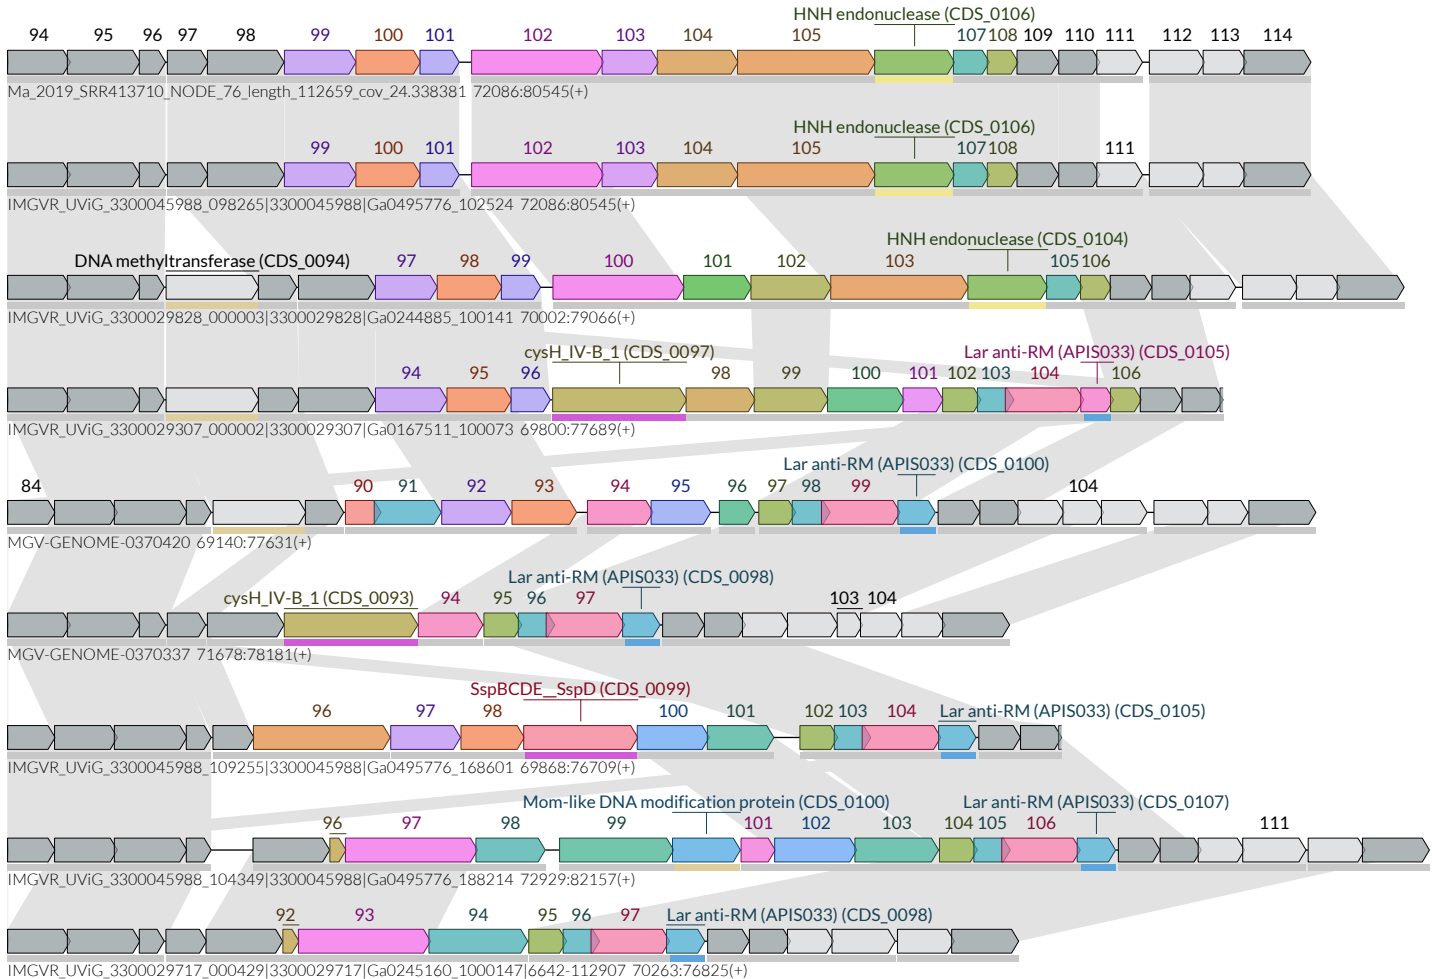 HNH endonuclease (CDS_0106)
94 95 96 97 98 99 100 101 102 103 104 105 107 108 109 110 111 112 113 114
Ma_2019_SRR413710_NODE_76_length_112659_cov_24.338381 72086:80545(+)
HNH endonuclease (CDS_0106)
99 100 101 102 103 104 105 107 108 111
IMGVR_UViG_3300045988_098265|3300045988|Ga0495776_102524 72086:80545(+)
HNH endonuclease (CDS_0104)
DNA methyltransferase (CDS_0094) 97 98 99 100 101 102 103 105 106
IMGVR_UViG_3300029828_000003|3300029828|Ga0244885_100141 70002:79066(+)
cysH_IV-B_1 (CDS_0097) Lar anti-RM (APIS033) (CDS_0105)
94 95 96 98 99 100 101 102 103 104 106
IMGVR_UViG_3300029307_000002|3300029307|Ga0167511_100073 69800:77689(+)
Lar anti-RM (APIS033) (CDS_0100)
84 90 91 92 93 94 95 96 97 98 99 104
MGV-GENOME-0370420 69140:77631(+)
Lar anti-RM (APIS033) (CDS_0098)
cysH_IV-B_1 (CDS_0093) 94 95 96 97 103 104
MGV-GENOME-0370337 71678:78181(+)
SspBCDE__SspD (CDS_0099)
96 97 98 100 101 102 103 104 Lar anti-RM (APIS033) (CDS_0105)
IMGVR_UViG_3300045988_109255|3300045988|Ga0495776_168601 69868:76709(+)
Mom-like DNA modification protein (CDS_0100) Lar anti-RM (APIS033) (CDS_0107)
96 97 98 99 101 102 103 104 105 106 111
IMGVR_UViG_3300045988_104349|3300045988|Ga0495776_188214 72929:82157(+)
92 93 94 95 96 97 Lar anti-RM (APIS033) (CDS_0098)
IMGVR_UViG_3300029717_000429|3300029717|Ga0245160_1000147|6642-112907 70263:76825(+)